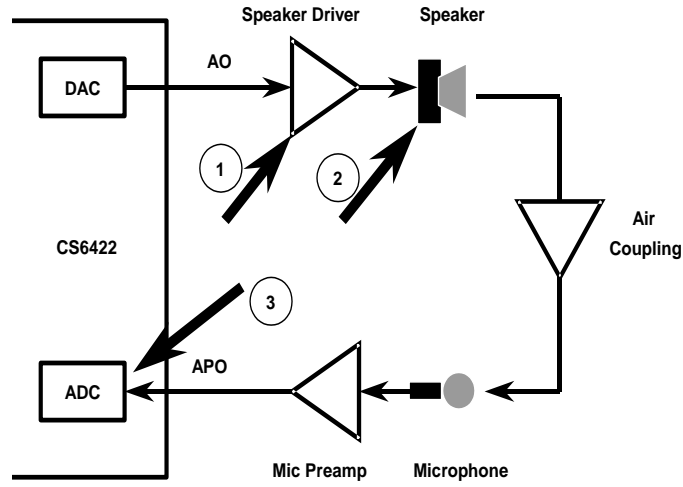 Speaker Driver
Speaker
DAC
AO
1
2
Air
Coupling
CS6422
3
APO
ADC
Mic Preamp
Microphone